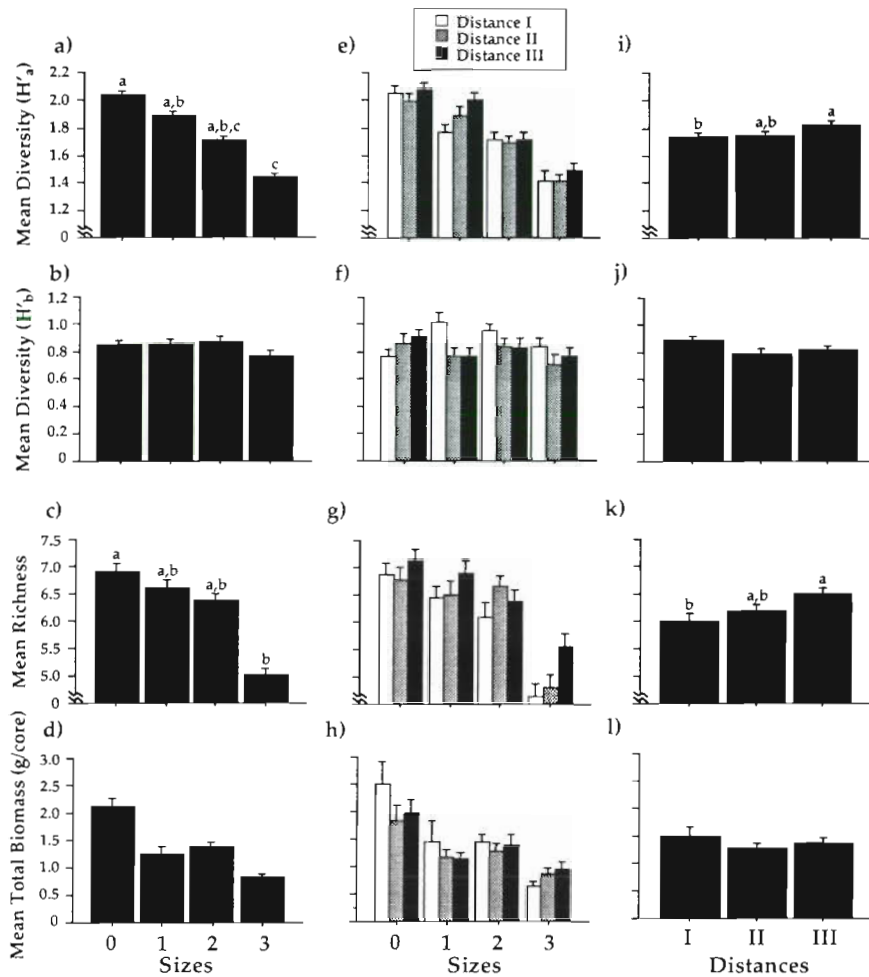 Distance I
Distance II
Distance III
a)
e)
i)
Mean Diversity (H'a)
2.2
2.0
1.8
1.6
1.4
1.2
0
a
a,b
a,b,c
c
b
a,b
a
b)
f)
j)
Mean Diversity (H'b)
1.2
1.0
0.8
0.6
0.4
0.2
0
c)
g)
k)
Mean Richness
7.5
7.0
6.5
6.0
5.5
5.0
0
a
a,b
a,b
b
b
a,b
a
d)
h)
l)
Mean Total Biomass (g/core)
3.0
2.5
2.0
1.5
1.0
0.5
0
0 1 2 3
Sizes
0 1 2 3
Sizes
I II III
Distances